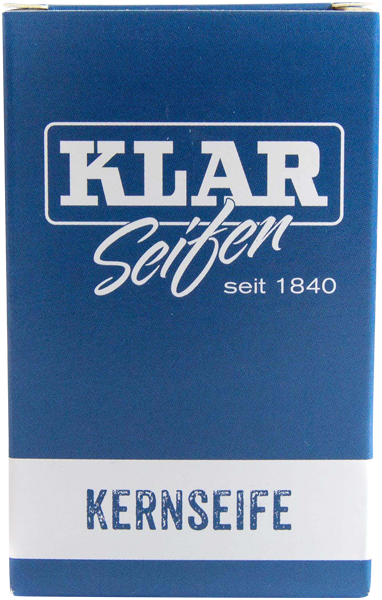 KLAR
Seifen
seit 1840
KERNSEIFE